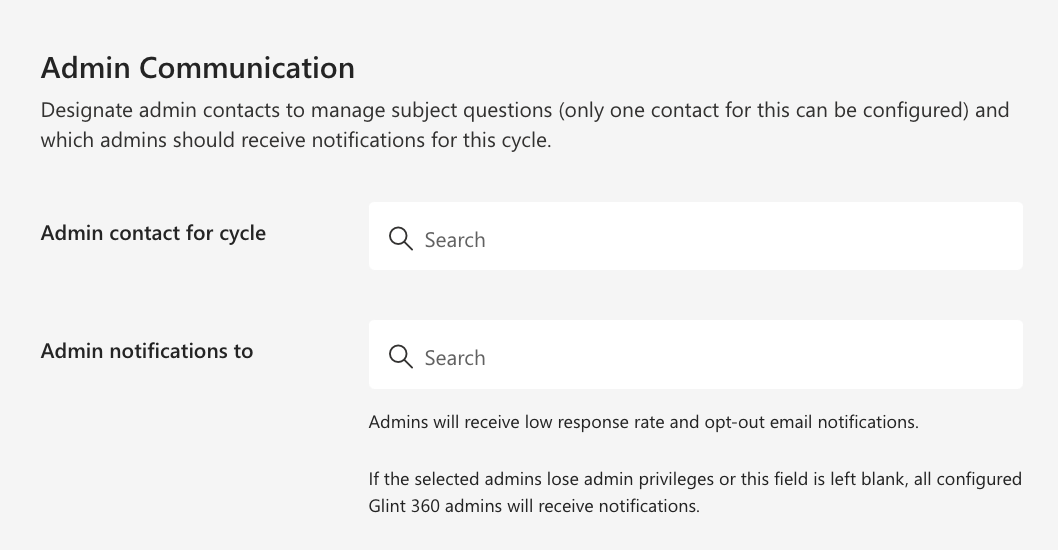 Admin Communication
Designate admin contacts to manage subject questions (only one contact for this can be configured) and
which admins should receive notifications for this cycle.
Admin contact for cycle
Search
Admin notifications to
Search
Admins will receive low response rate and opt-out email notifications.
If the selected admins lose admin privileges or this field is left blank, all configured
Glint 360 admins will receive notifications.